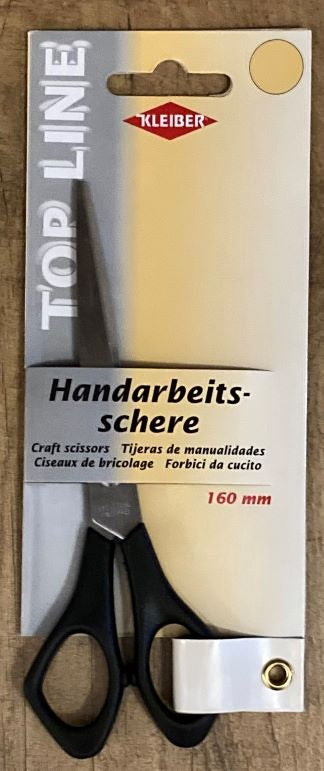 TOP LINE
KLEIBER
Handarbeits-
schere
Craft scissors Tijeras de manualidades
Ciseaux de bricolage Forbici da cucito
160 mm